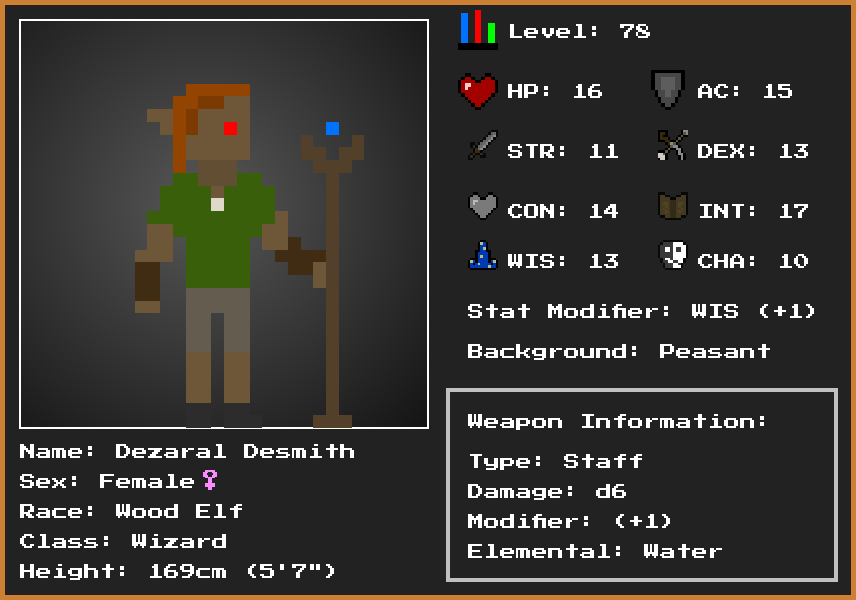 Level: 78
HP: 16 AC: 15
STR: 11 DEX: 13
CON: 14 INT: 17
WIS: 13 CHA: 10
Stat Modifier: WIS (+1)
Background: Peasant
Weapon Information:
Type: Staff
Damage: d6
Modifier: (+1)
Elemental: Water
Name: Dezaral Desmith
Sex: Female♀
Race: Wood Elf
Class: Wizard
Height: 169cm (5'7")